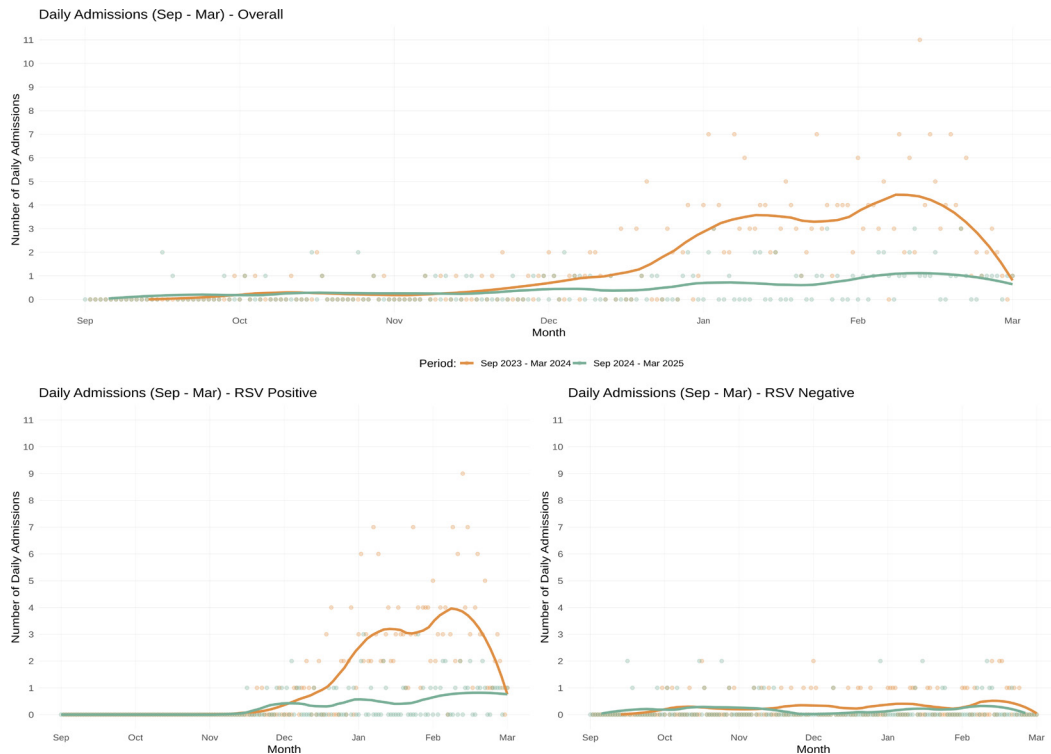 Daily Admissions (Sep - Mar) - Overall
11
10
9
8
7
6
5
4
3
2
1
0
Number of Daily Admissions
Sep Oct Nov Dec Jan Feb Mar
Month
Period: Sep 2023 - Mar 2024 Sep 2024 - Mar 2025
Daily Admissions (Sep - Mar) - RSV Positive
11
10
9
8
7
6
5
4
3
2
1
0
Number of Daily Admissions
Sep Oct Nov Dec Jan Feb Mar
Month
Daily Admissions (Sep - Mar) - RSV Negative
11
10
9
8
7
6
5
4
3
2
1
0
Number of Daily Admissions
Sep Oct Nov Dec Jan Feb Mar
Month